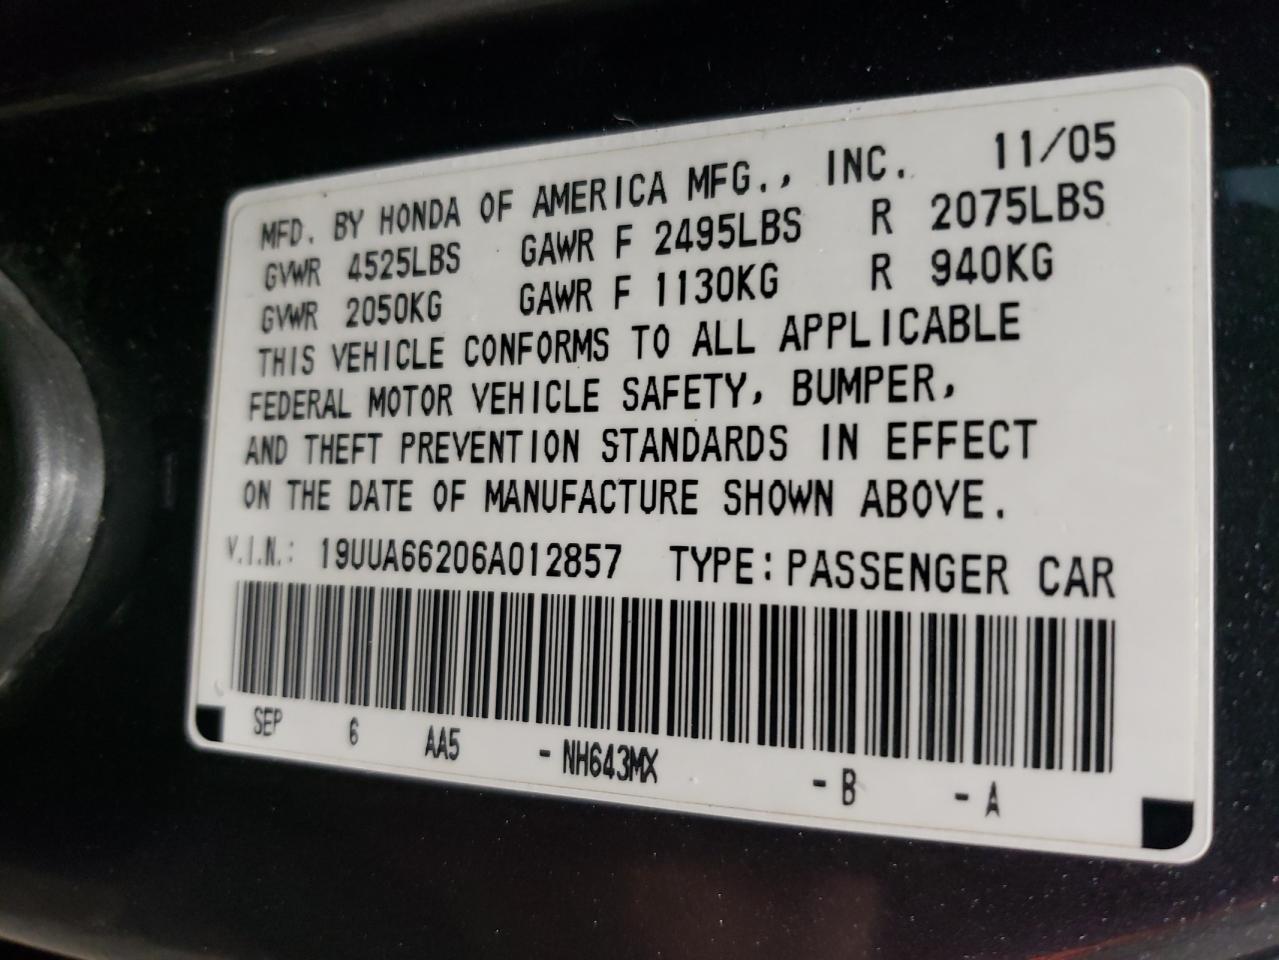 MFD. BY HONDA OF AMERICA MFG., INC. 11/05
GVWR 4525LBS GAWR F 2495LBS R 2075LBS
GVWR 2050KG GAWR F 1130KG R 940KG
THIS VEHICLE CONFORMS TO ALL APPLICABLE
FEDERAL MOTOR VEHICLE SAFETY, BUMPER,
AND THEFT PREVENTION STANDARDS IN EFFECT
ON THE DATE OF MANUFACTURE SHOWN ABOVE.
V.I.N.: 19UUA66206A012857 TYPE: PASSENGER CAR
SEP 6 AA5 - NH643MX - B - A